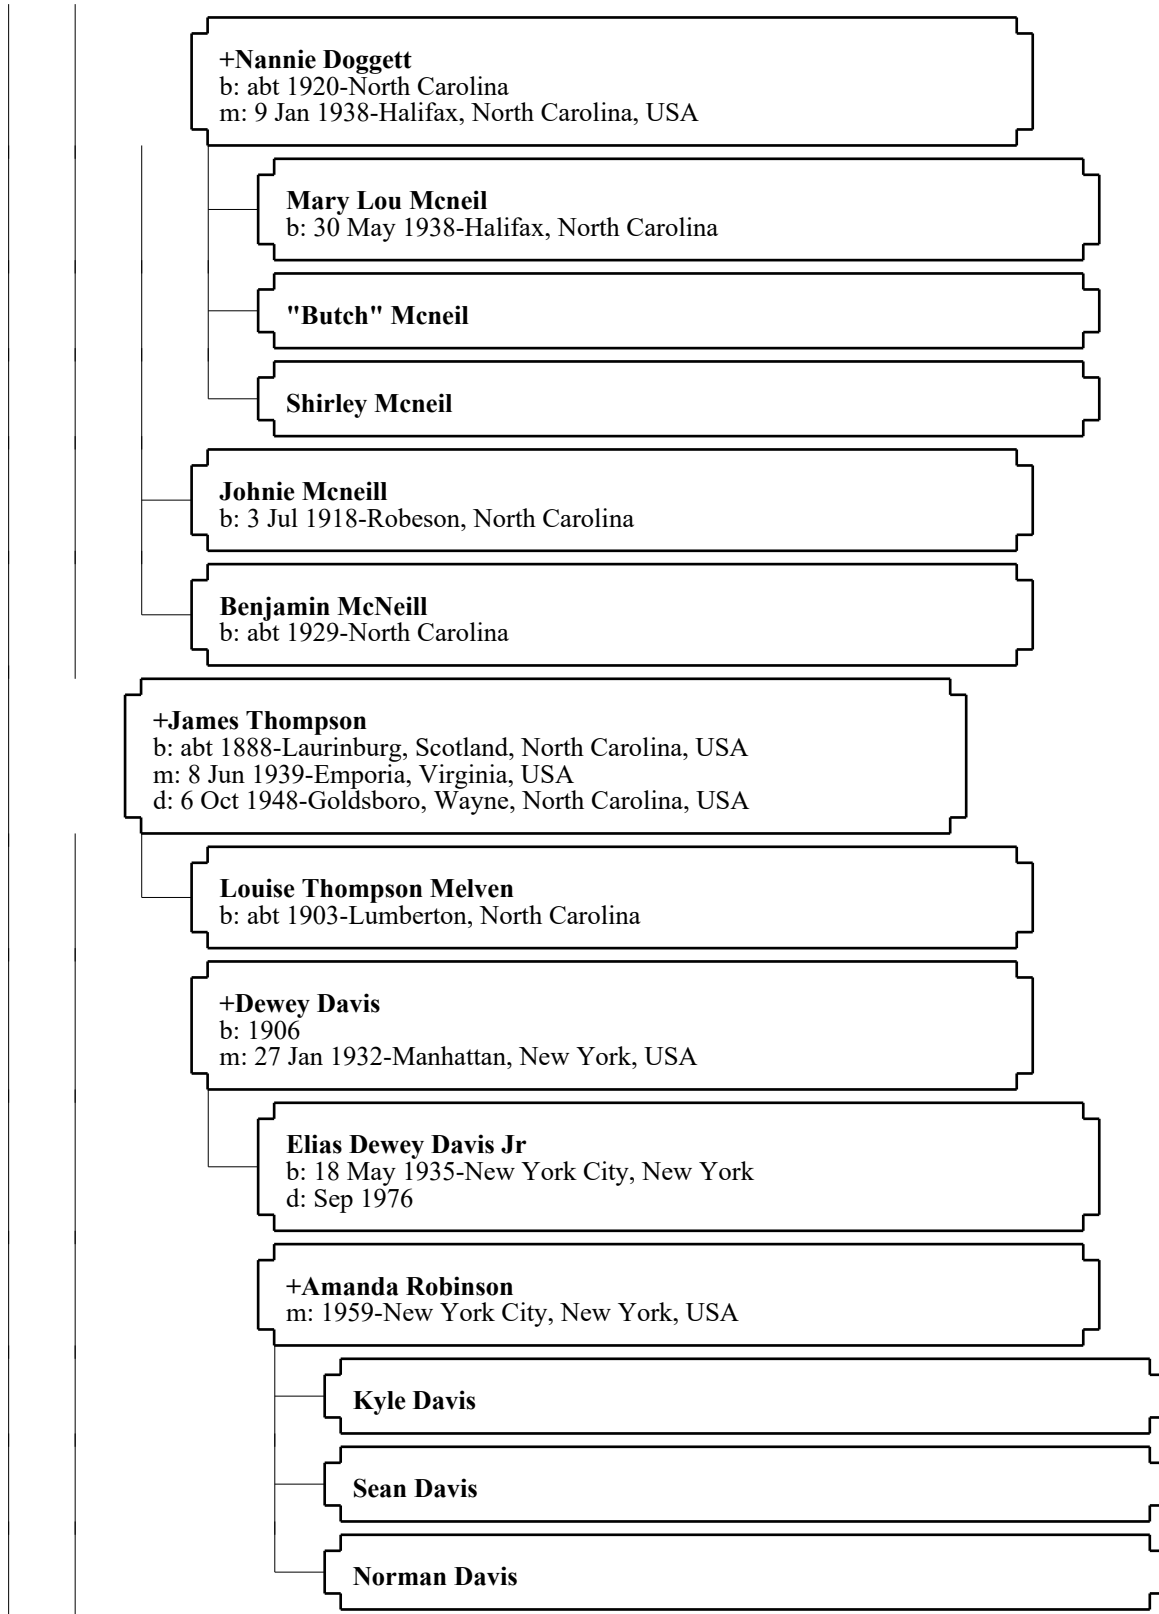 +Nannie Doggett
b: abt 1920-North Carolina
m: 9 Jan 1938-Halifax, North Carolina, USA
Mary Lou Mcneil
b: 30 May 1938-Halifax, North Carolina
"Butch" Mcneil
Shirley Mcneil
Johnie Mcneill
b: 3 Jul 1918-Robeson, North Carolina
Benjamin McNeill
b: abt 1929-North Carolina
+James Thompson
b: abt 1888-Laurinburg, Scotland, North Carolina, USA
m: 8 Jun 1939-Emporia, Virginia, USA
d: 6 Oct 1948-Goldsboro, Wayne, North Carolina, USA
Louise Thompson Melven
b: abt 1903-Lumberton, North Carolina
+Dewey Davis
b: 1906
m: 27 Jan 1932-Manhattan, New York, USA
Elias Dewey Davis Jr
b: 18 May 1935-New York City, New York
d: Sep 1976
+Amanda Robinson
m: 1959-New York City, New York, USA
Kyle Davis
Sean Davis
Norman Davis